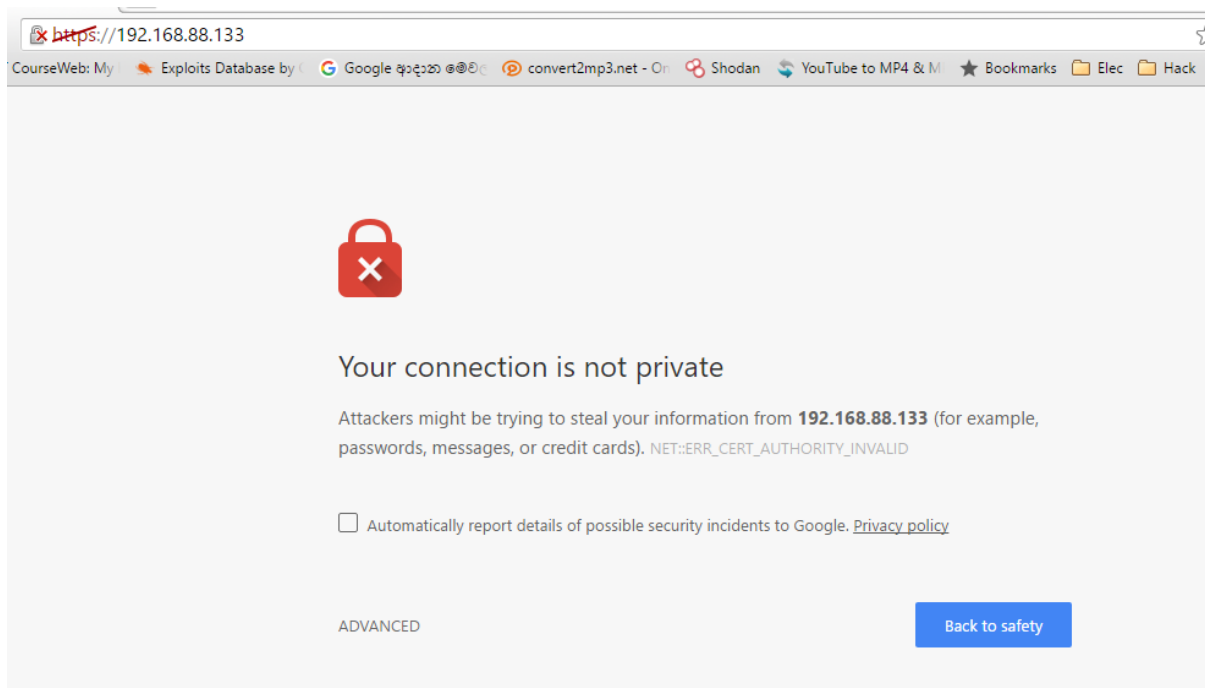 https://192.168.88.133
CourseWeb: My Exploits Database by Google ආදාන මෙවල convert2mp3.net - On Shodan YouTube to MP4 & M Bookmarks Elec Hack
Your connection is not private
Attackers might be trying to steal your information from 192.168.88.133 (for example,
passwords, messages, or credit cards). NET::ERR_CERT_AUTHORITY_INVALID
Automatically report details of possible security incidents to Google. Privacy policy
ADVANCED
Back to safety